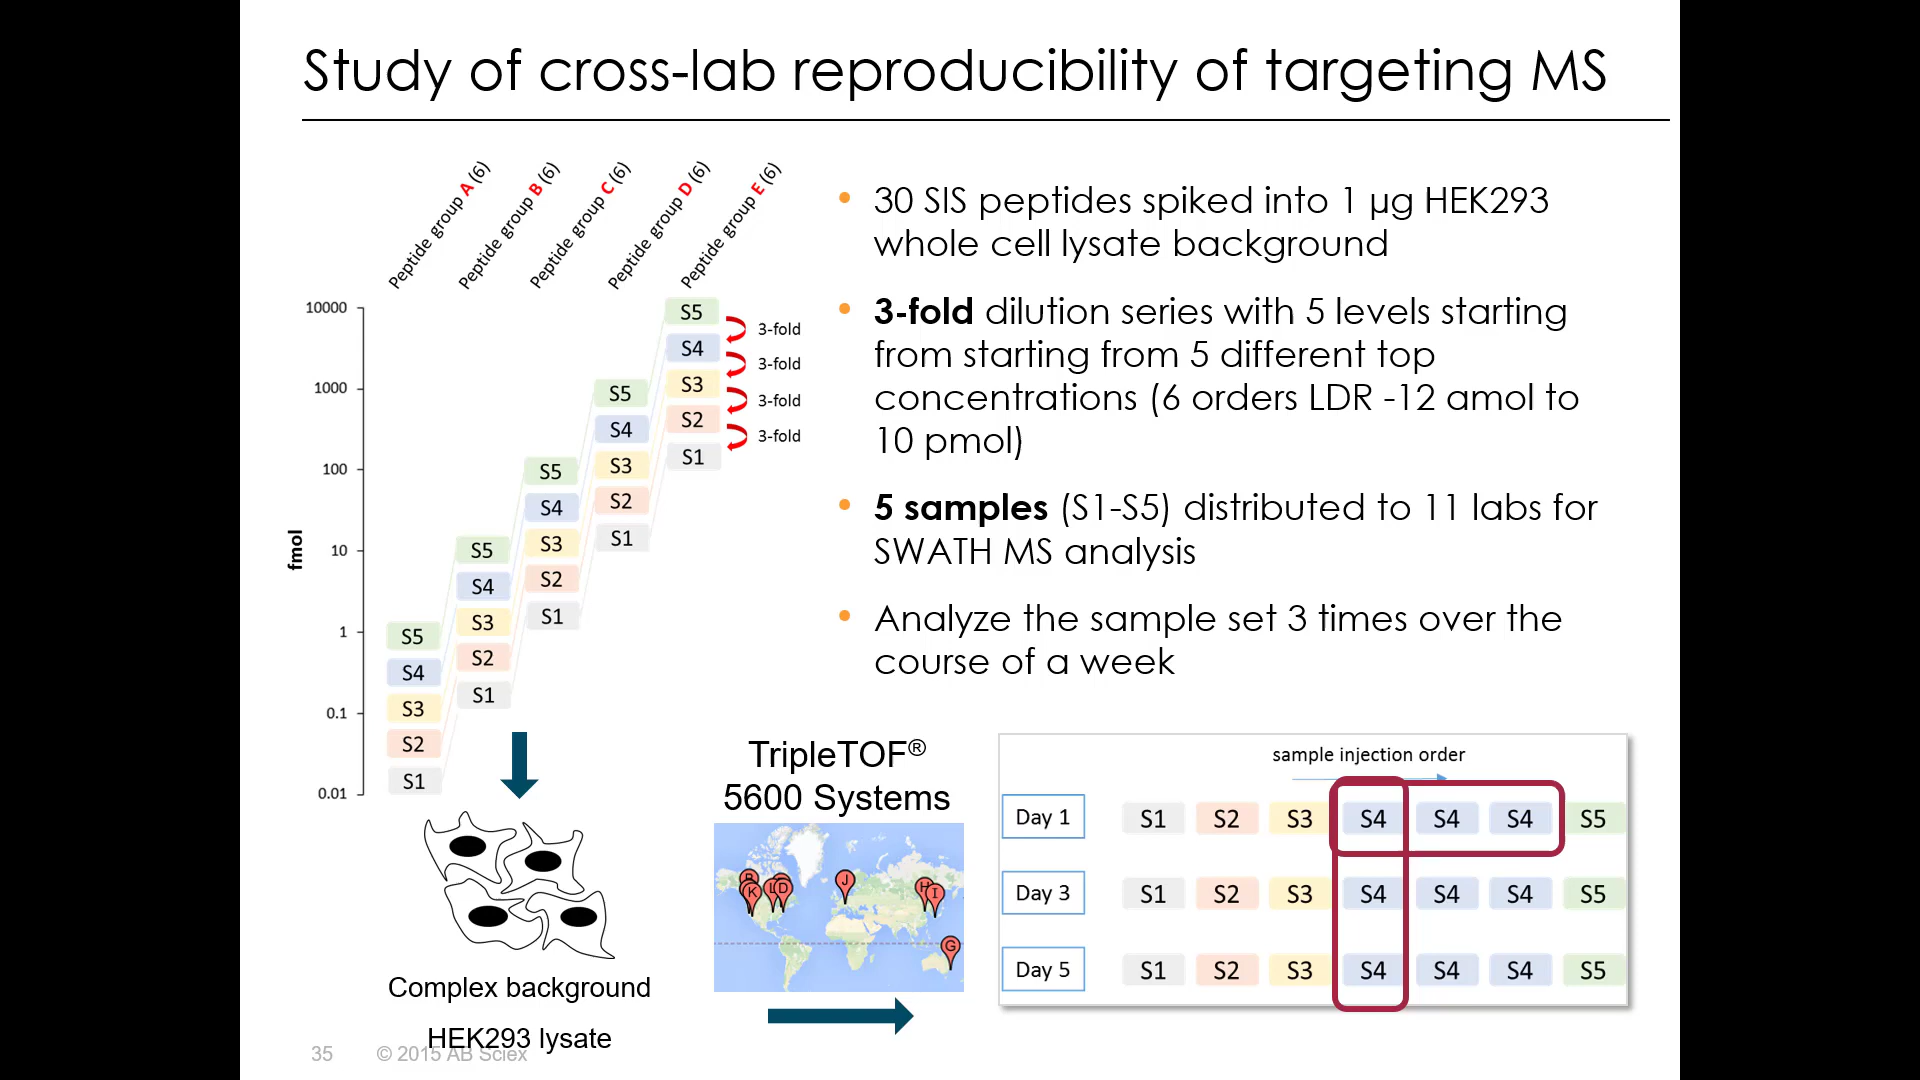 Study of cross-lab reproducibility of targeting MS
Peptide group A (6)
Peptide group B (6)
Peptide group C (6)
Peptide group D (6)
Peptide group E (6)
fmol
10000
1000
100
10
1
0.1
0.01
S5
S4
S3
S2
S1
S5
S4
S3
S2
S1
S5
S4
S3
S2
S1
S5
S4
S3
S2
S1
S5
S4
S3
S2
S1
3-fold
3-fold
3-fold
3-fold
• 30 SIS peptides spiked into 1 µg HEK293
whole cell lysate background
• 3-fold dilution series with 5 levels starting
from starting from 5 different top
concentrations (6 orders LDR -12 amol to
10 pmol)
• 5 samples (S1-S5) distributed to 11 labs for
SWATH MS analysis
• Analyze the sample set 3 times over the
course of a week
Complex background
HEK293 lysate
TripleTOF®
5600 Systems
K
D
J
H
I
G
sample injection order
Day 1 S1 S2 S3 S4 S4 S4 S5
Day 3 S1 S2 S3 S4 S4 S4 S5
Day 5 S1 S2 S3 S4 S4 S4 S5
35 © 2015 AB Sciex